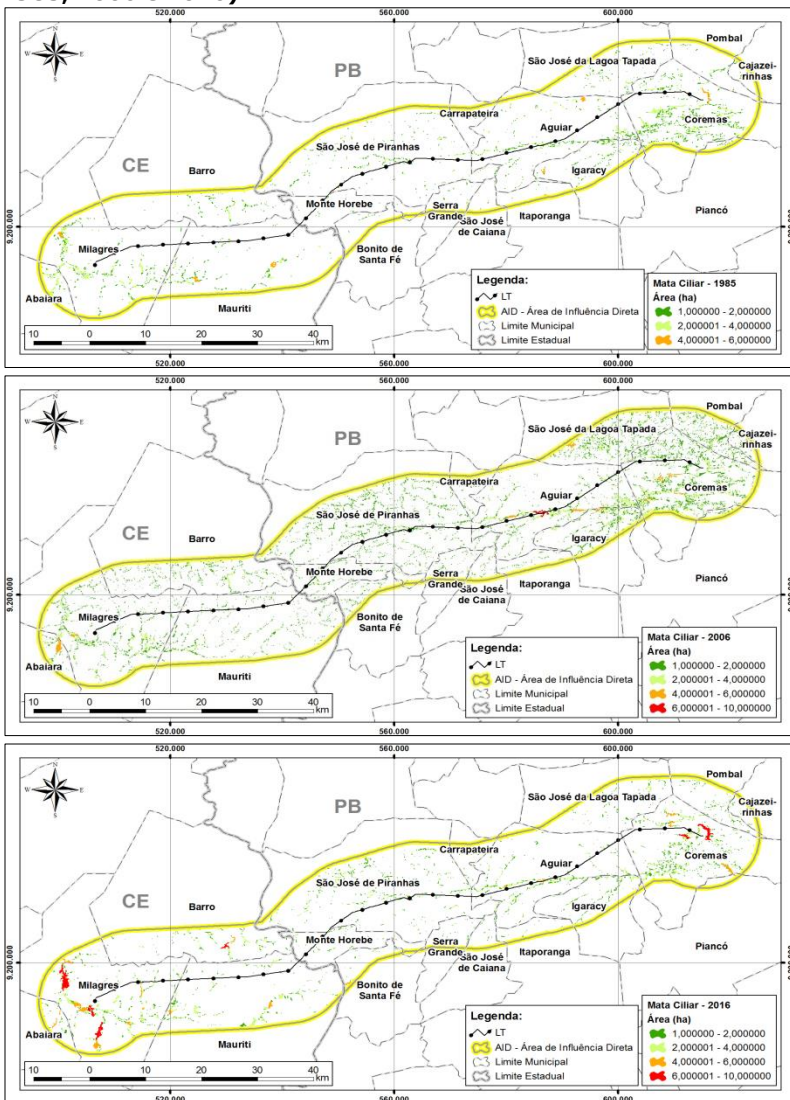 520.000 560.000 600.000
Pombal
São José da Lagoa Tapada
Cajazei-
rinhas
PB
Carrapateira
Coremas
Aguiar
São José de Piranhas
CE
Barro
Igaracy
Monte Horebe
Serra
Grande
São José
de Caiana
Itaporanga
Piancó
9.200.000
Milagres
Bonito de
Santa Fé
Abaiara
Mauriti
Legenda:
LT
AID - Área de Influência Direta
Limite Municipal
Limite Estadual
Mata Ciliar - 1985
Área (ha)
1,000000 - 2,000000
2,000001 - 4,000000
4,000001 - 6,000000
10 0 10 20 30 40
km
520.000 560.000 600.000
N
W E
S
520.000 560.000 600.000
Pombal
São José da Lagoa Tapada
Cajazei-
rinhas
PB
Carrapateira
Coremas
Aguiar
São José de Piranhas
CE
Barro
Igaracy
Monte Horebe
Serra
Grande
São José
de Caiana
Itaporanga
Piancó
9.200.000
Milagres
Bonito de
Santa Fé
Abaiara
Mauriti
Legenda:
LT
AID - Área de Influência Direta
Limite Municipal
Limite Estadual
Mata Ciliar - 2006
Área (ha)
1,000000 - 2,000000
2,000001 - 4,000000
4,000001 - 6,000000
6,000001 - 10,000000
10 0 10 20 30 40
km
520.000 560.000 600.000
N
W E
S
520.000 560.000 600.000
Pombal
São José da Lagoa Tapada
Cajazei-
rinhas
PB
Carrapateira
Coremas
Aguiar
São José de Piranhas
CE
Barro
Igaracy
Monte Horebe
Serra
Grande
São José
de Caiana
Itaporanga
Piancó
9.200.000
Milagres
Bonito de
Santa Fé
Abaiara
Mauriti
Legenda:
LT
AID - Área de Influência Direta
Limite Municipal
Limite Estadual
Mata Ciliar - 2016
Área (ha)
1,000000 - 2,000000
2,000001 - 4,000000
4,000001 - 6,000000
6,000001 - 10,000000
10 0 10 20 30 40
km
520.000 560.000 600.000